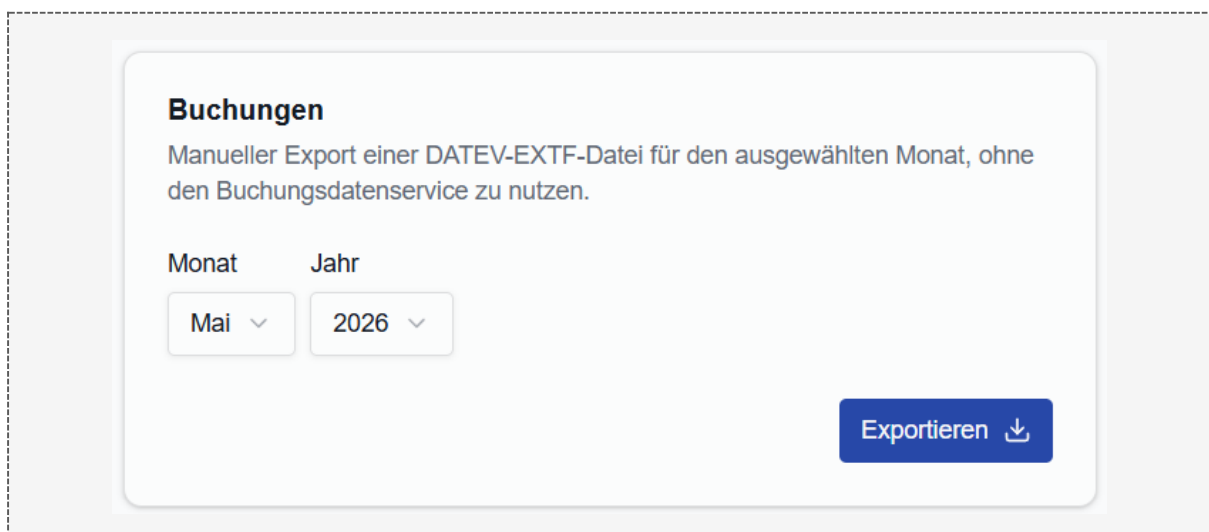 Buchungen
Manueller Export einer DATEV-EXTF-Datei für den ausgewählten Monat, ohne
den Buchungsdatenservice zu nutzen.
Monat Jahr
Mai 2026
Exportieren